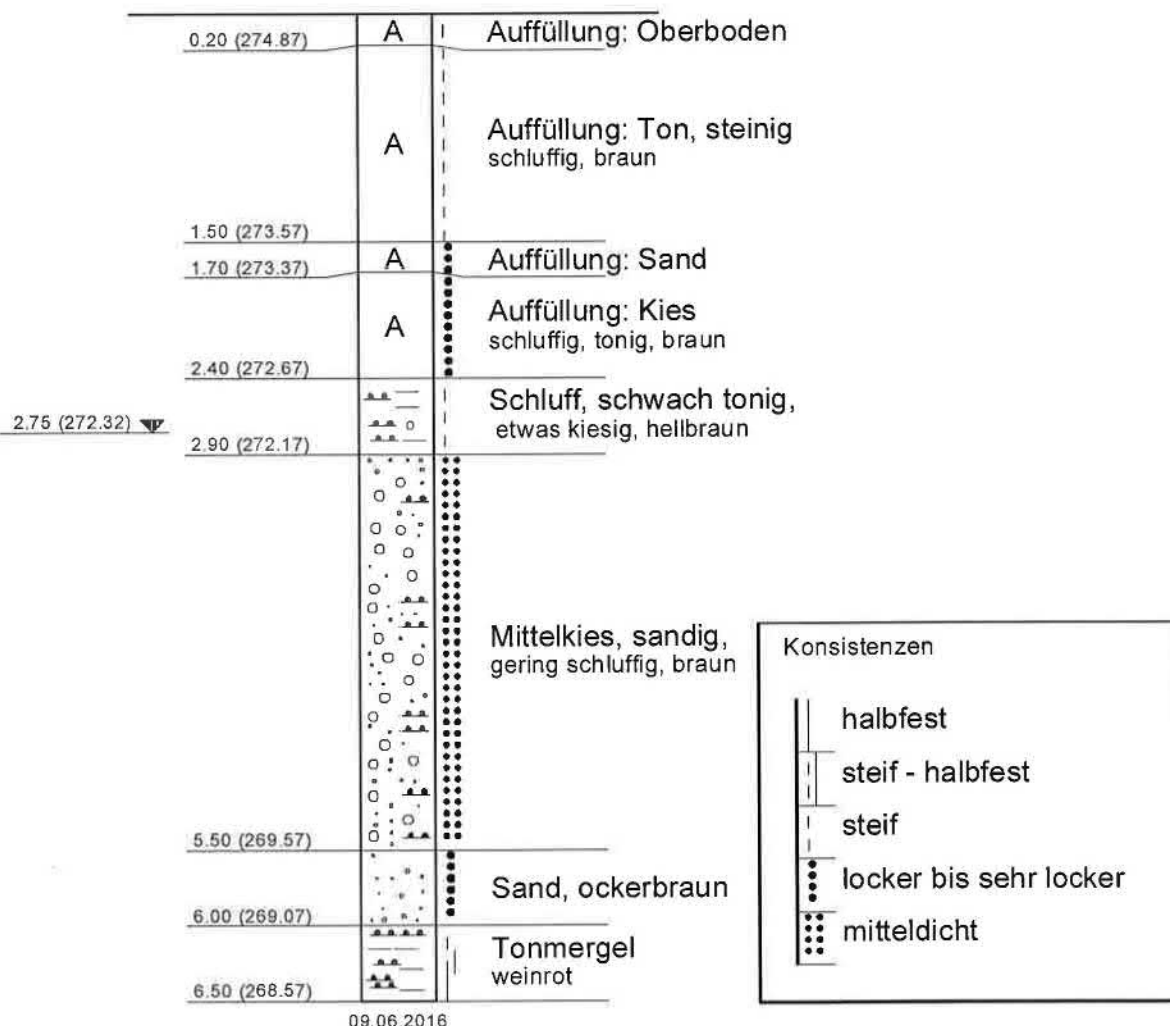 0.20 (274.87)
A
Auffüllung: Oberboden
A
Auffüllung: Ton, steinig
schluffig, braun
1.50 (273.57)
A
Auffüllung: Sand
1.70 (273.37)
A
Auffüllung: Kies
schluffig, tonig, braun
2.40 (272.67)
Schluff, schwach tonig,
etwas kiesig, hellbraun
2.75 (272.32)
2.90 (272.17)
Mittelkies, sandig,
gering schluffig, braun
5.50 (269.57)
Sand, ockerbraun
6.00 (269.07)
Tonmergel
weinrot
6.50 (268.57)
09.06.2016
Konsistenzen
halbfest
steif - halbfest
steif
locker bis sehr locker
mitteldicht